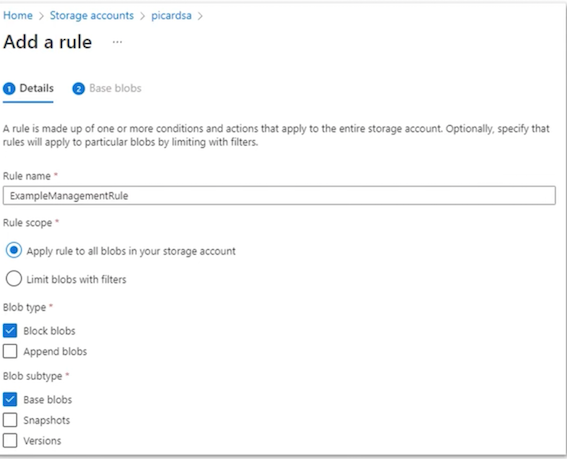 Home > Storage accounts > picardsa >
Add a rule ...
1 Details 2 Base blobs
A rule is made up of one or more conditions and actions that apply to the entire storage account. Optionally, specify that
rules will apply to particular blobs by limiting with filters.
Rule name *
ExampleManagementRule
Rule scope *
Apply rule to all blobs in your storage account
Limit blobs with filters
Blob type *
Block blobs
Append blobs
Blob subtype *
Base blobs
Snapshots
Versions